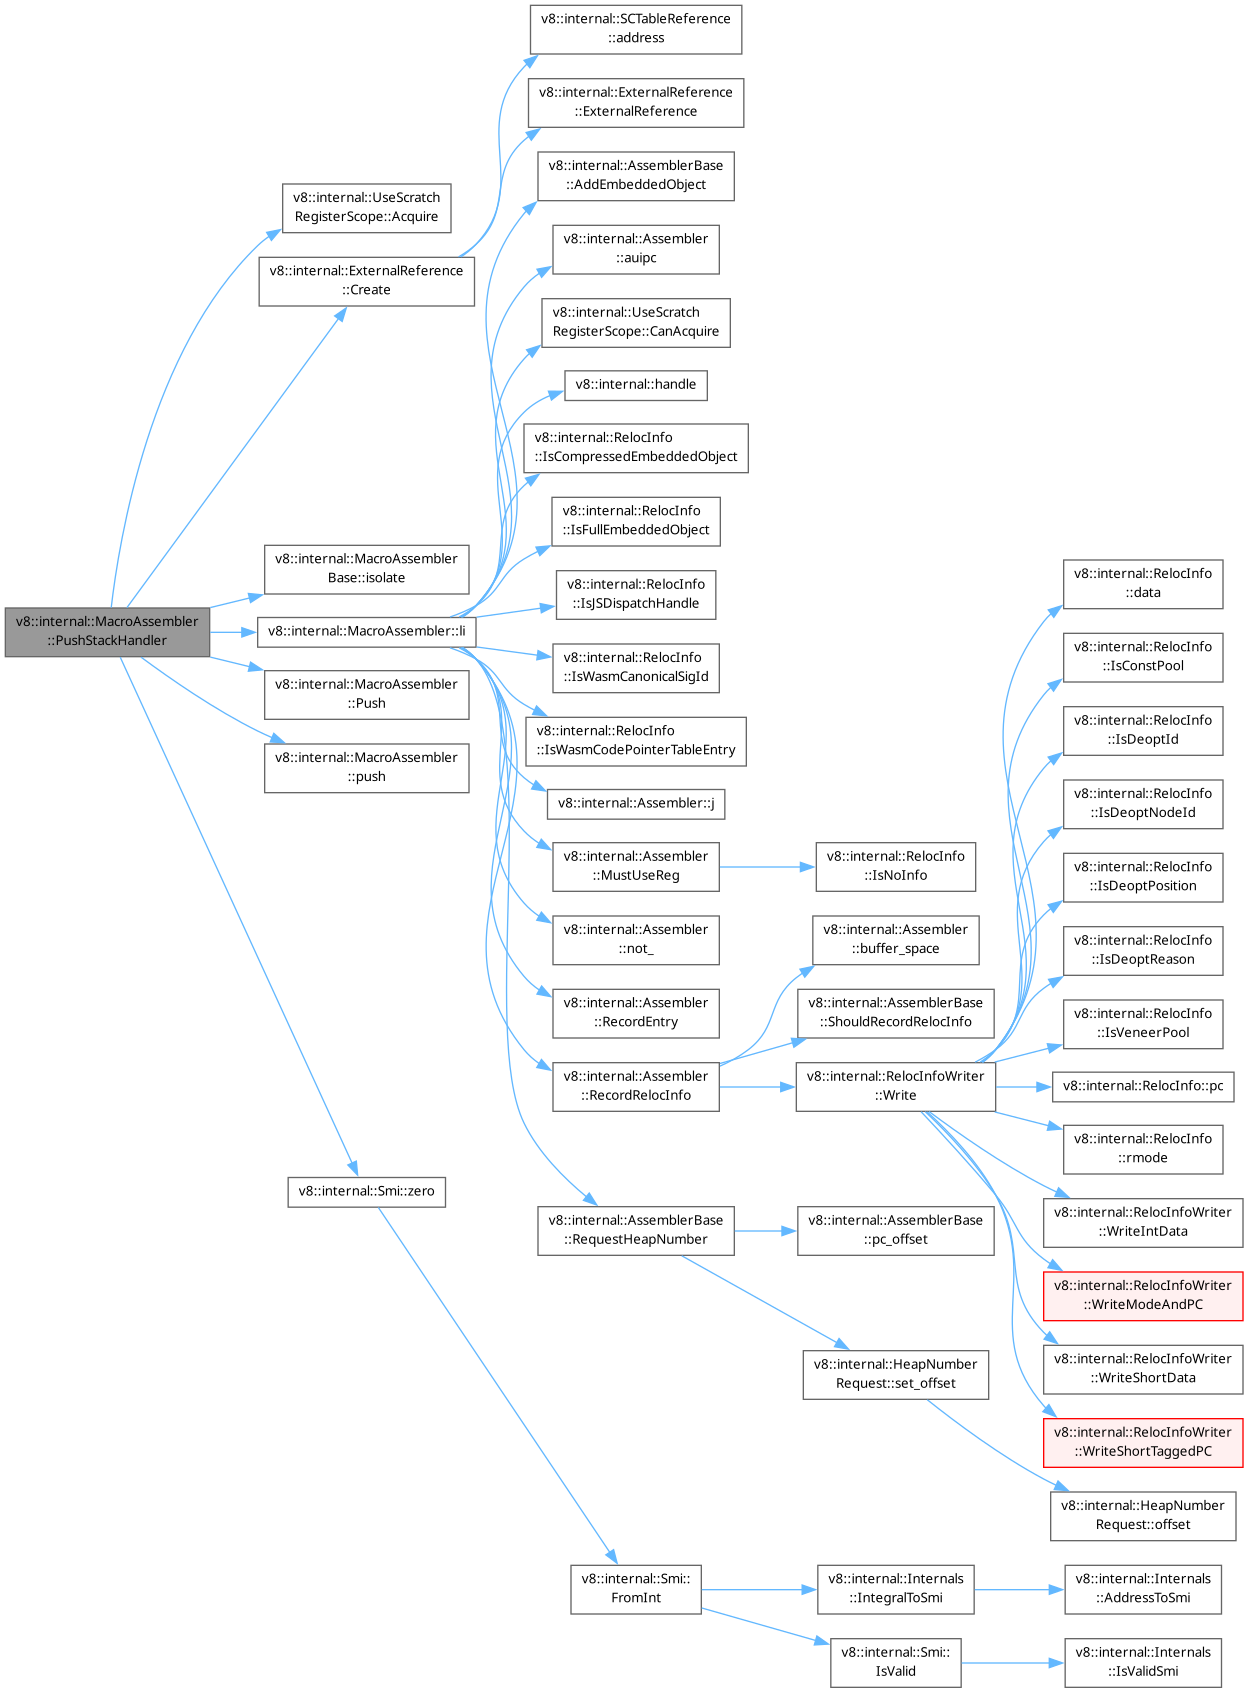 v8::internal::MacroAssembler
::PushStackHandler
v8::internal::UseScratch
RegisterScope::Acquire
v8::internal::ExternalReference
::Create
v8::internal::MacroAssembler
Base::isolate
v8::internal::MacroAssembler::li
v8::internal::MacroAssembler
::Push
v8::internal::MacroAssembler
::push
v8::internal::Smi::zero
v8::internal::SCTableReference
::address
v8::internal::ExternalReference
::ExternalReference
v8::internal::AssemblerBase
::AddEmbeddedObject
v8::internal::Assembler
::auipc
v8::internal::UseScratch
RegisterScope::CanAcquire
v8::internal::handle
v8::internal::RelocInfo
::IsCompressedEmbeddedObject
v8::internal::RelocInfo
::IsFullEmbeddedObject
v8::internal::RelocInfo
::IsJSDispatchHandle
v8::internal::RelocInfo
::IsWasmCanonicalSigId
v8::internal::RelocInfo
::IsWasmCodePointerTableEntry
v8::internal::Assembler::j
v8::internal::Assembler
::MustUseReg
v8::internal::Assembler
::not_
v8::internal::Assembler
::RecordEntry
v8::internal::Assembler
::RecordRelocInfo
v8::internal::AssemblerBase
::RequestHeapNumber
v8::internal::Smi::
FromInt
v8::internal::RelocInfo
::IsNoInfo
v8::internal::Assembler
::buffer_space
v8::internal::AssemblerBase
::ShouldRecordRelocInfo
v8::internal::RelocInfoWriter
::Write
v8::internal::AssemblerBase
::pc_offset
v8::internal::HeapNumber
Request::set_offset
v8::internal::Internals
::IntegralToSmi
v8::internal::Smi::
IsValid
v8::internal::RelocInfo
::data
v8::internal::RelocInfo
::IsConstPool
v8::internal::RelocInfo
::IsDeoptId
v8::internal::RelocInfo
::IsDeoptNodeId
v8::internal::RelocInfo
::IsDeoptPosition
v8::internal::RelocInfo
::IsDeoptReason
v8::internal::RelocInfo
::IsVeneerPool
v8::internal::RelocInfo::pc
v8::internal::RelocInfo
::rmode
v8::internal::RelocInfoWriter
::WriteIntData
v8::internal::RelocInfoWriter
::WriteModeAndPC
v8::internal::RelocInfoWriter
::WriteShortData
v8::internal::RelocInfoWriter
::WriteShortTaggedPC
v8::internal::HeapNumber
Request::offset
v8::internal::Internals
::AddressToSmi
v8::internal::Internals
::IsValidSmi